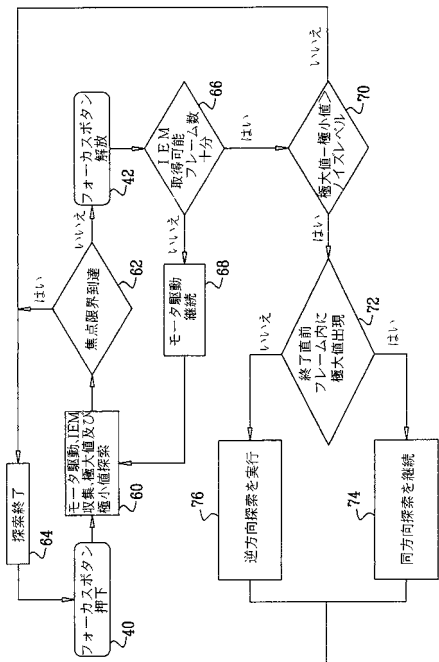 フォーカスボタン
押下
40
探索終了
64
モータ駆動、IEM
収集、極大値及び
極小値探索
60
焦点限界到達
62
はい
いいえ
フォーカスボタン
解放
42
IEM
取得可能
フレーム数
十分
66
いいえ
はい
モータ駆動
継続
68
極大値－極小値＞
ノイズレベル
70
いいえ
はい
終了直前
フレーム内に
極大値出現
72
いいえ
はい
逆方向探索を実行
76
同方向探索を継続
74